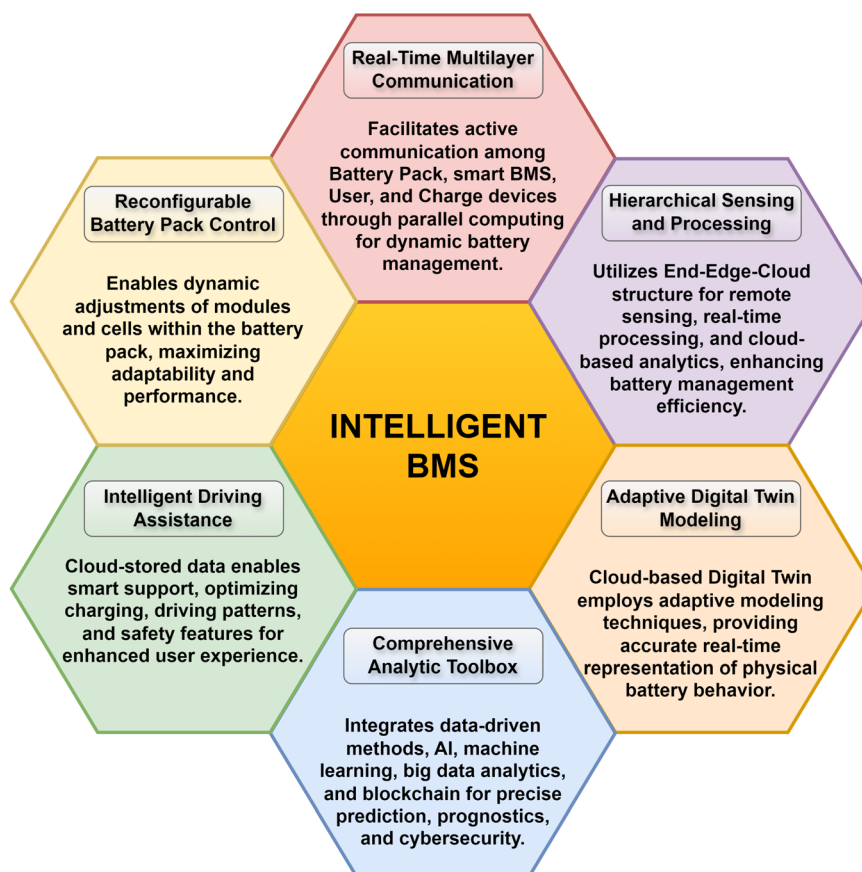 Real-Time Multilayer
Communication
Facilitates active
communication among
Battery Pack, smart BMS,
User, and Charge devices
through parallel computing
for dynamic battery
management.
Reconfigurable
Battery Pack Control
Enables dynamic
adjustments of modules
and cells within the battery
pack, maximizing
adaptability and
performance.
Hierarchical Sensing
and Processing
Utilizes End-Edge-Cloud
structure for remote
sensing, real-time
processing, and cloud-
based analytics, enhancing
battery management
efficiency.
INTELLIGENT
BMS
Intelligent Driving
Assistance
Cloud-stored data enables
smart support, optimizing
charging, driving patterns,
and safety features for
enhanced user experience.
Adaptive Digital Twin
Modeling
Cloud-based Digital Twin
employs adaptive modeling
techniques, providing
accurate real-time
representation of physical
battery behavior.
Comprehensive
Analytic Toolbox
Integrates data-driven
methods, AI, machine
learning, big data analytics,
and blockchain for precise
prediction, prognostics,
and cybersecurity.